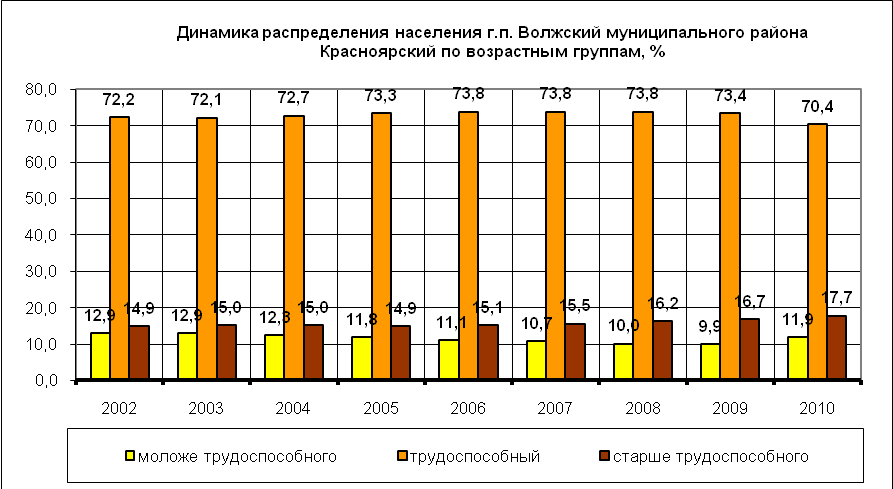 Динамика распределения населения г.п. Волжский муниципального района
Красноярский по возрастным группам, %
80,0
70,0
60,0
50,0
40,0
30,0
20,0
10,0
0,0
72,2 72,1 72,7 73,3 73,8 73,8 73,8 73,4 70,4
12,9 14,9 12,9 15,0 12,3 15,0 11,8 14,9 11,1 15,1 10,7 15,5 10,0 16,2 9,9 16,7 11,9 17,7
2002 2003 2004 2005 2006 2007 2008 2009 2010
моложе трудоспособного трудоспособный старше трудоспособного